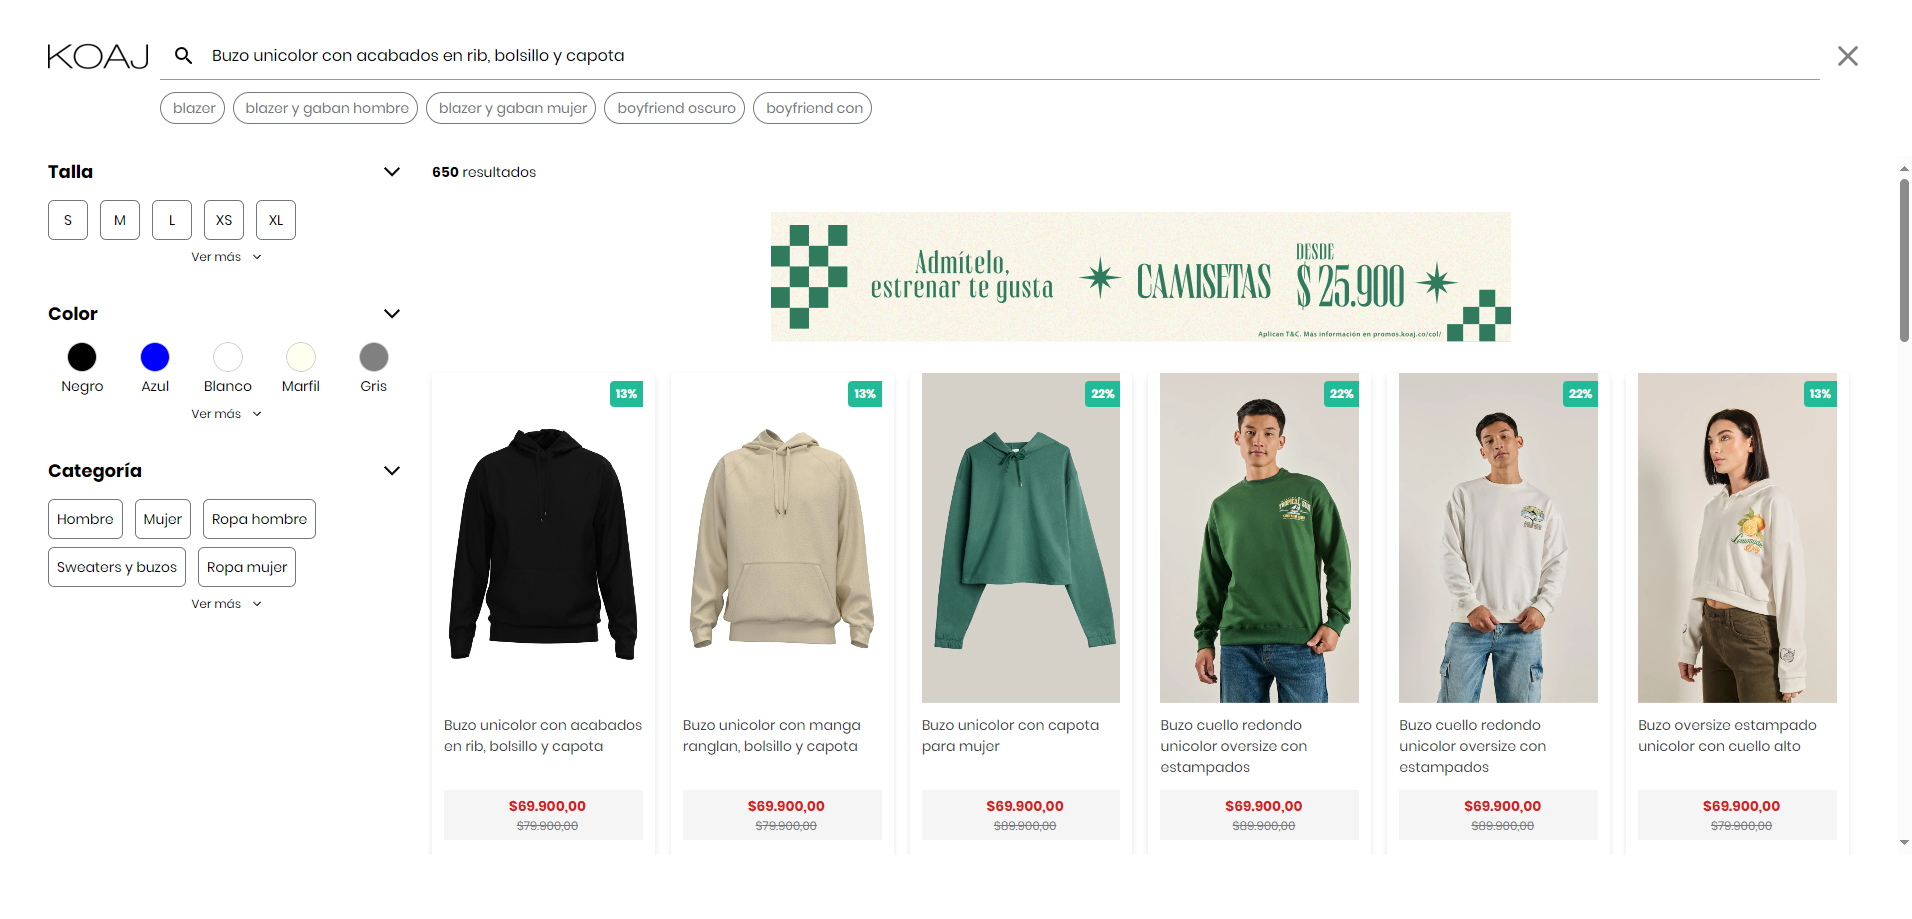 KOAJ
Buzo unicolor con acabados en rib, bolsillo y capota
blazer
blazer y gaban hombre
blazer y gaban mujer
boyfriend oscuro
boyfriend con
Talla
S
M
L
XS
XL
Ver más
Color
Negro
Azul
Blanco
Marfil
Gris
Ver más
Categoría
Hombre
Mujer
Ropa hombre
Sweaters y buzos
Ropa mujer
Ver más
650 resultados
Admítelo,
estrenar te gusta
CAMISETAS
DESDE
$ 25.900
Aplican T&C. Más información en promos.koaj.co/col/
13%
Buzo unicolor con acabados
en rib, bolsillo y capota
$69.900,00
$79.900,00
13%
Buzo unicolor con manga
ranglan, bolsillo y capota
$69.900,00
$79.900,00
22%
Buzo unicolor con capota
para mujer
$69.900,00
$89.900,00
22%
Buzo cuello redondo
unicolor oversize con
estampados
$69.900,00
$89.900,00
22%
Buzo cuello redondo
unicolor oversize con
estampados
$69.900,00
$89.900,00
13%
Buzo oversize estampado
unicolor con cuello alto
$69.900,00
$79.900,00